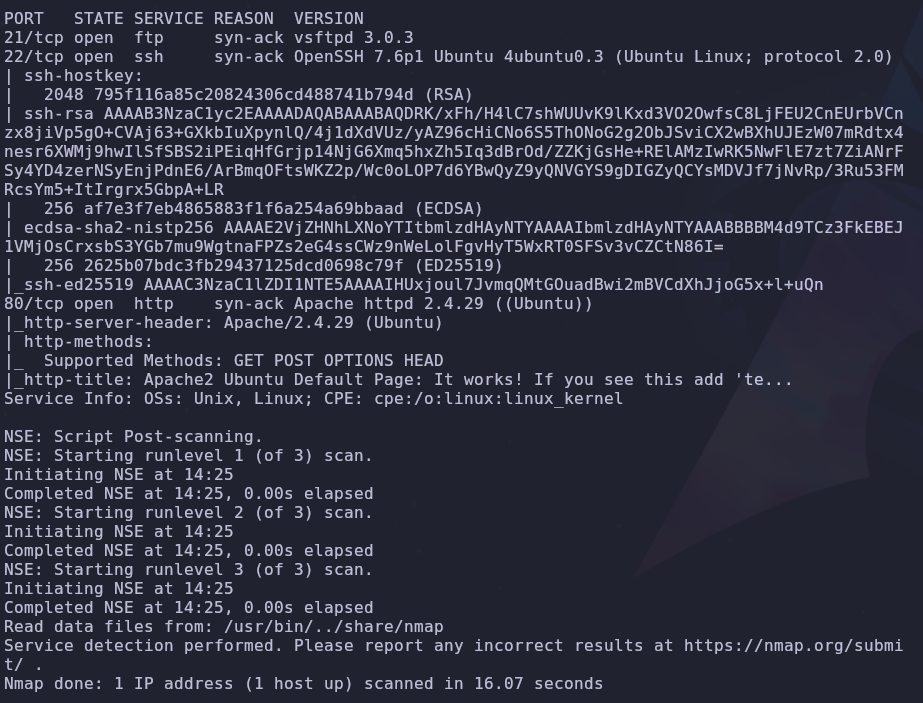 PORT   STATE SERVICE REASON  VERSION
21/tcp open  ftp     syn-ack vsftpd 3.0.3
22/tcp open  ssh     syn-ack OpenSSH 7.6p1 Ubuntu 4ubuntu0.3 (Ubuntu Linux; protocol 2.0)
| ssh-hostkey:
|   2048 795f116a85c20824306cd488741b794d (RSA)
| ssh-rsa AAAAB3NzaC1yc2EAAAADAQABAAABAQDRK/xFh/H4lC7shWUUvK9lKxd3VO2OwfsC8LjFEU2CnEUrbVCn
zx8jiVp5gO+CVAj63+GXkbIuXpynlQ/4j1dXdVUz/yAZ96cHiCNo6S5ThONoG2g2ObJSviCX2wBXhUJEzW07mRdtx4
nesr6XWMj9hwIlSfSBS2iPEiqHfGrjp14NjG6Xmq5hxZh5Iq3dBrOd/ZZKjGsHe+RElAMzIwRK5NwFlE7zt7ZiANrF
Sy4YD4zerNSyEnjPdnE6/ArBmqOFtsWKZ2p/Wc0oLOP7d6YBwQyZ9yQNVGYS9gDIGZyQCYsMDVJf7jNvRp/3Ru53FM
RcsYm5+ItIrgrx5GbpA+LR
|   256 af7e3f7eb4865883f1f6a254a69bbaad (ECDSA)
| ecdsa-sha2-nistp256 AAAAE2VjZHNhLXNoYTItbmlzdHAyNTYAAAAIbmlzdHAyNTYAAABBBBM4d9TCz3FkEBEJ
1VMjOsCrxsbS3YGb7mu9WgtnaFPZs2eG4ssCWz9nWeLolFgvHyT5WxRT0SFSv3vCZCtN86I=
|   256 2625b07bdc3fb29437125dcd0698c79f (ED25519)
|_ssh-ed25519 AAAAC3NzaC1lZDI1NTE5AAAAIHUxjoul7JvmqQMtGOuadBwi2mBVCdXhJjoG5x+l+uQn
80/tcp open  http    syn-ack Apache httpd 2.4.29 ((Ubuntu))
|_http-server-header: Apache/2.4.29 (Ubuntu)
| http-methods:
|_  Supported Methods: GET POST OPTIONS HEAD
|_http-title: Apache2 Ubuntu Default Page: It works! If you see this add 'te...
Service Info: OSs: Unix, Linux; CPE: cpe:/o:linux:linux_kernel

NSE: Script Post-scanning.
NSE: Starting runlevel 1 (of 3) scan.
Initiating NSE at 14:25
Completed NSE at 14:25, 0.00s elapsed
NSE: Starting runlevel 2 (of 3) scan.
Initiating NSE at 14:25
Completed NSE at 14:25, 0.00s elapsed
NSE: Starting runlevel 3 (of 3) scan.
Initiating NSE at 14:25
Completed NSE at 14:25, 0.00s elapsed
Read data files from: /usr/bin/../share/nmap
Service detection performed. Please report any incorrect results at https://nmap.org/submi
t/ .
Nmap done: 1 IP address (1 host up) scanned in 16.07 seconds